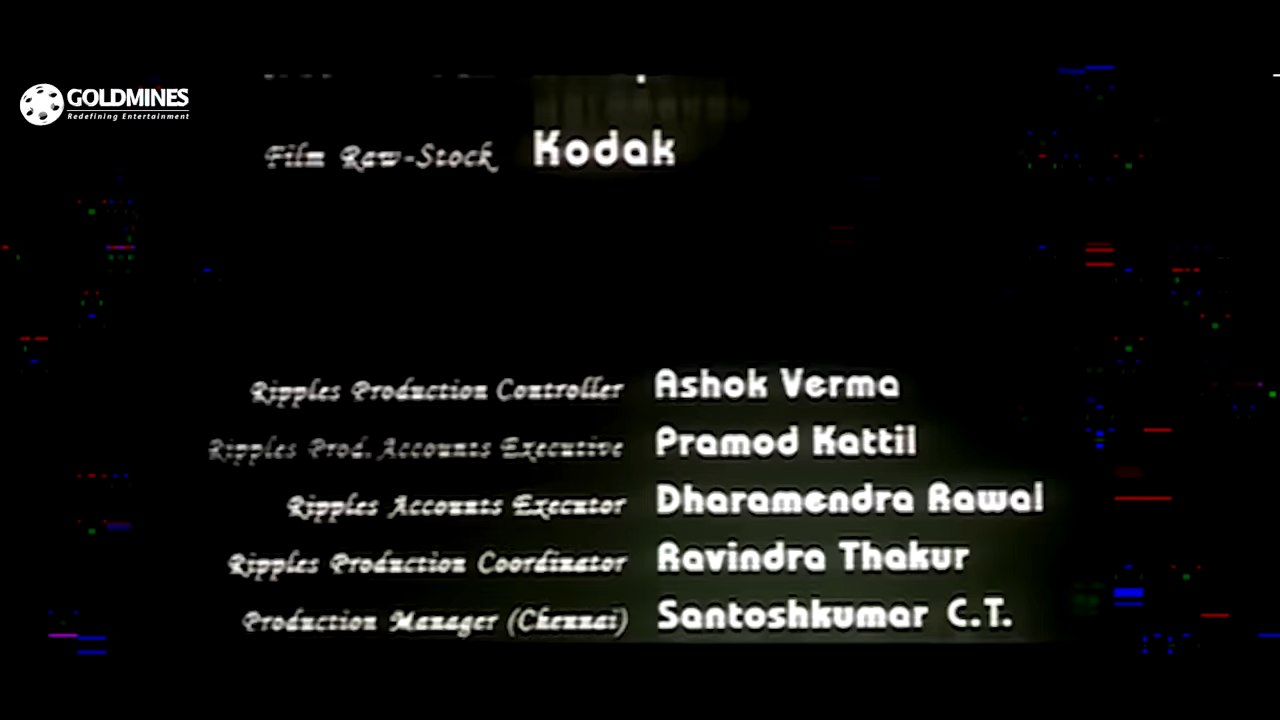 GOLDMINES
Redefining Entertainment
Film Raw-Stock Kodak
Ripples Production Controller Ashok Verma
Ripples Prod. Accounts Executive Pramod Kattil
Ripples Accounts Executor Dharamendra Rawal
Ripples Production Coordinator Ravindra Thakur
Production Manager (Chennai) Santoshkumar C.T.